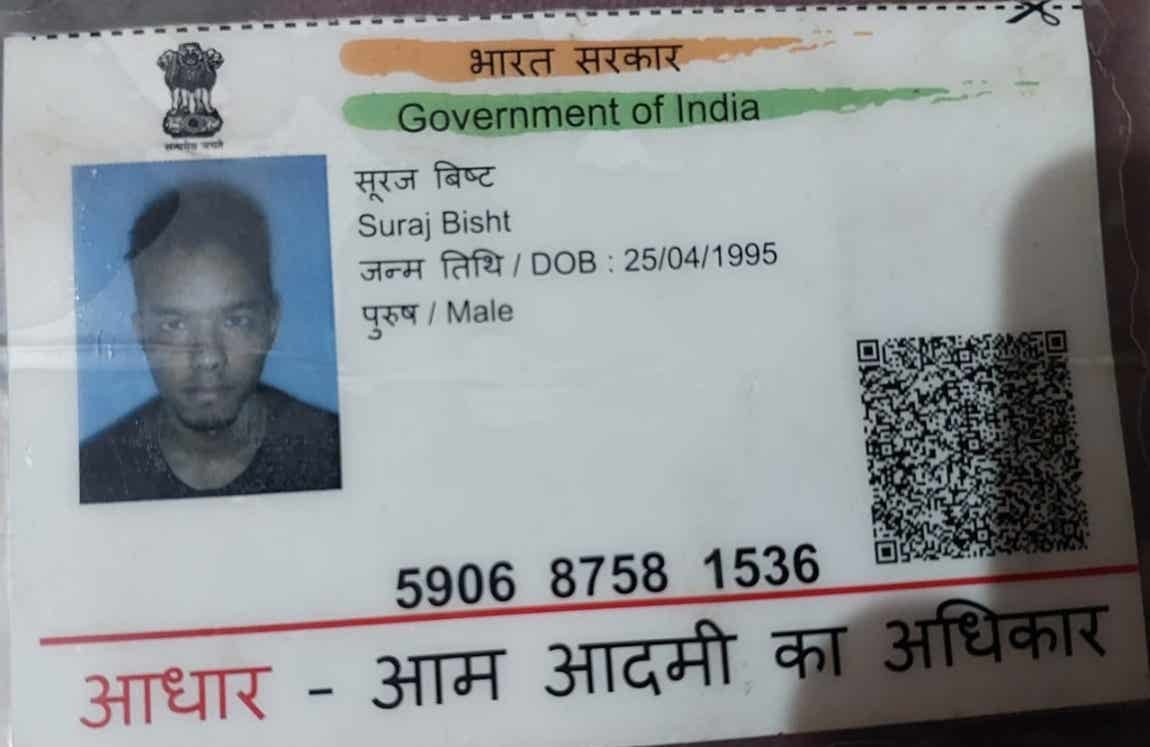 भारत सरकार
Government of India
सत्यमेव जयते
सूरज बिष्ट
Suraj Bisht
जन्म तिथि / DOB : 25/04/1995
पुरुष / Male
5906 8758 1536
आधार - आम आदमी का अधिकार